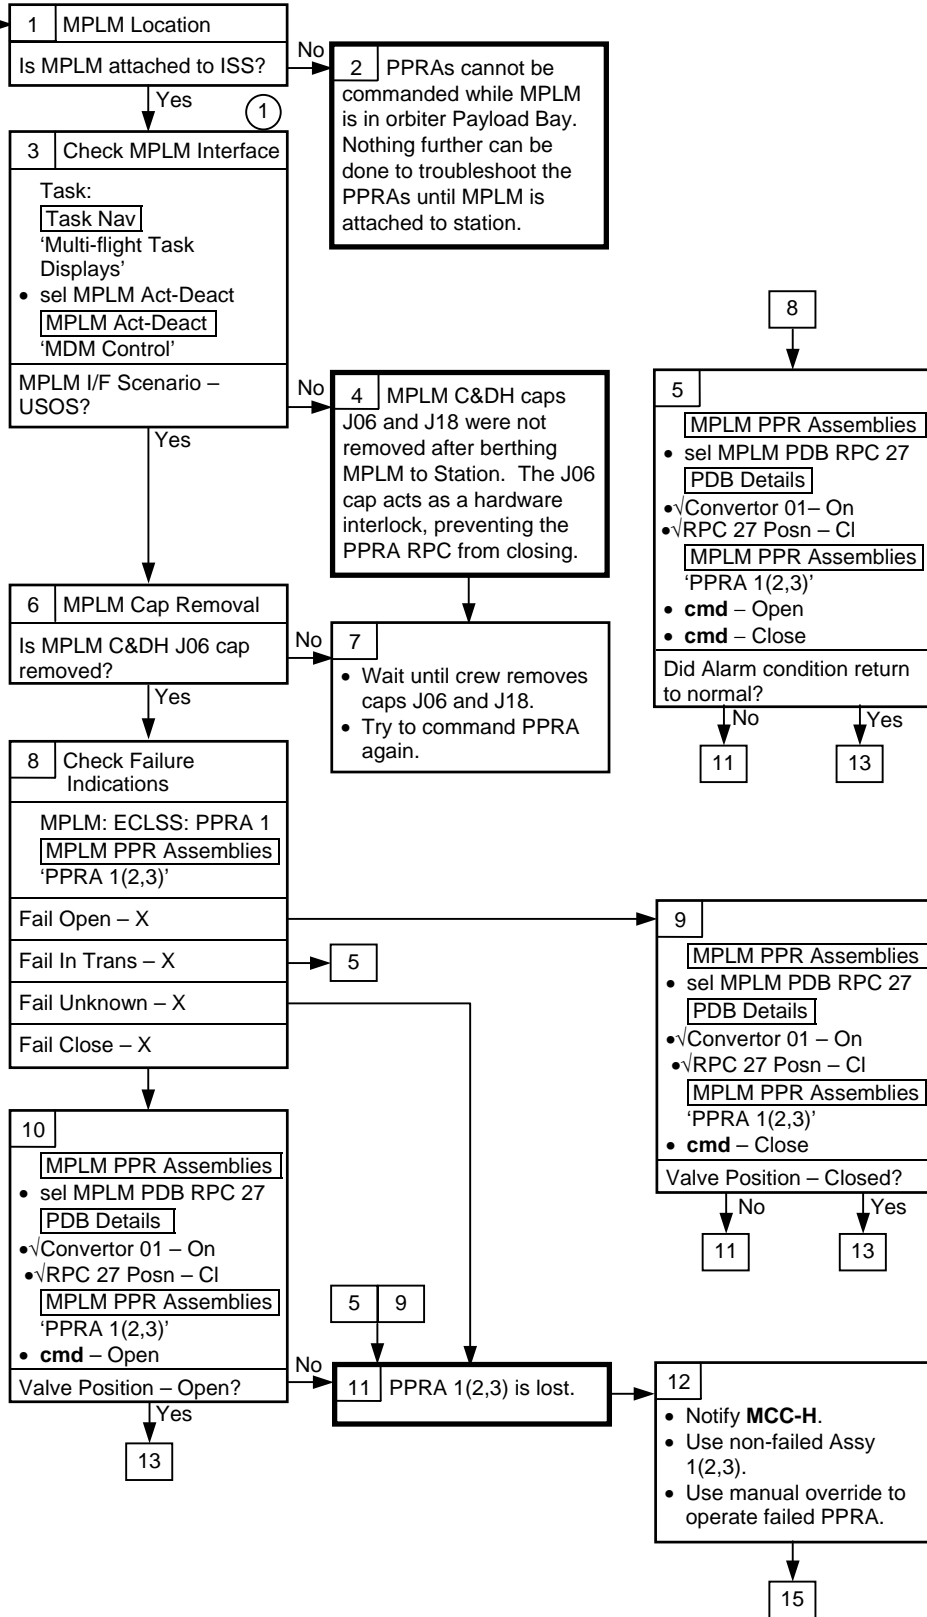 1 MPLM Location
Is MPLM attached to ISS?
No
Yes
1
2 PPRAs cannot be
commanded while MPLM
is in orbiter Payload Bay.
Nothing further can be
done to troubleshoot the
PPRAs until MPLM is
attached to station.
3 Check MPLM Interface
Task:
Task Nav
‘Multi-flight Task
Displays’
• sel MPLM Act-Deact
MPLM Act-Deact
‘MDM Control’
MPLM I/F Scenario –
USOS?
No
Yes
4 MPLM C&DH caps
J06 and J18 were not
removed after berthing
MPLM to Station. The J06
cap acts as a hardware
interlock, preventing the
PPRA RPC from closing.
8
5
MPLM PPR Assemblies
• sel MPLM PDB RPC 27
PDB Details
•√Convertor 01– On
•√RPC 27 Posn – Cl
MPLM PPR Assemblies
‘PPRA 1(2,3)’
• cmd – Open
• cmd – Close
Did Alarm condition return
to normal?
No
Yes
11
13
6 MPLM Cap Removal
Is MPLM C&DH J06 cap
removed?
No
Yes
7
• Wait until crew removes
caps J06 and J18.
• Try to command PPRA
again.
8 Check Failure
Indications
MPLM: ECLSS: PPRA 1
MPLM PPR Assemblies
‘PPRA 1(2,3)’
Fail Open – X
Fail In Trans – X
5
Fail Unknown – X
Fail Close – X
9
MPLM PPR Assemblies
• sel MPLM PDB RPC 27
PDB Details
•√Convertor 01 – On
•√RPC 27 Posn – Cl
MPLM PPR Assemblies
‘PPRA 1(2,3)’
• cmd – Close
Valve Position – Closed?
No
Yes
11
13
10
MPLM PPR Assemblies
• sel MPLM PDB RPC 27
PDB Details
•√Convertor 01 – On
•√RPC 27 Posn – Cl
MPLM PPR Assemblies
‘PPRA 1(2,3)’
• cmd – Open
Valve Position – Open?
No
Yes
13
5 9
11 PPRA 1(2,3) is lost.
12
• Notify MCC-H.
• Use non-failed Assy
1(2,3).
• Use manual override to
operate failed PPRA.
15